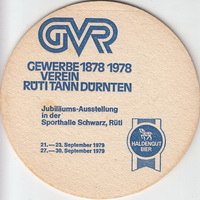 GVR
GEWERBE 1878 1978
VEREIN
RÜTI TANN DÜRNTEN
Jubiläums-Ausstellung
in der
Sporthalle Schwarz, Rüti
21.—23. September 1979
27.—30. September 1979
HALDENGUT
BIER